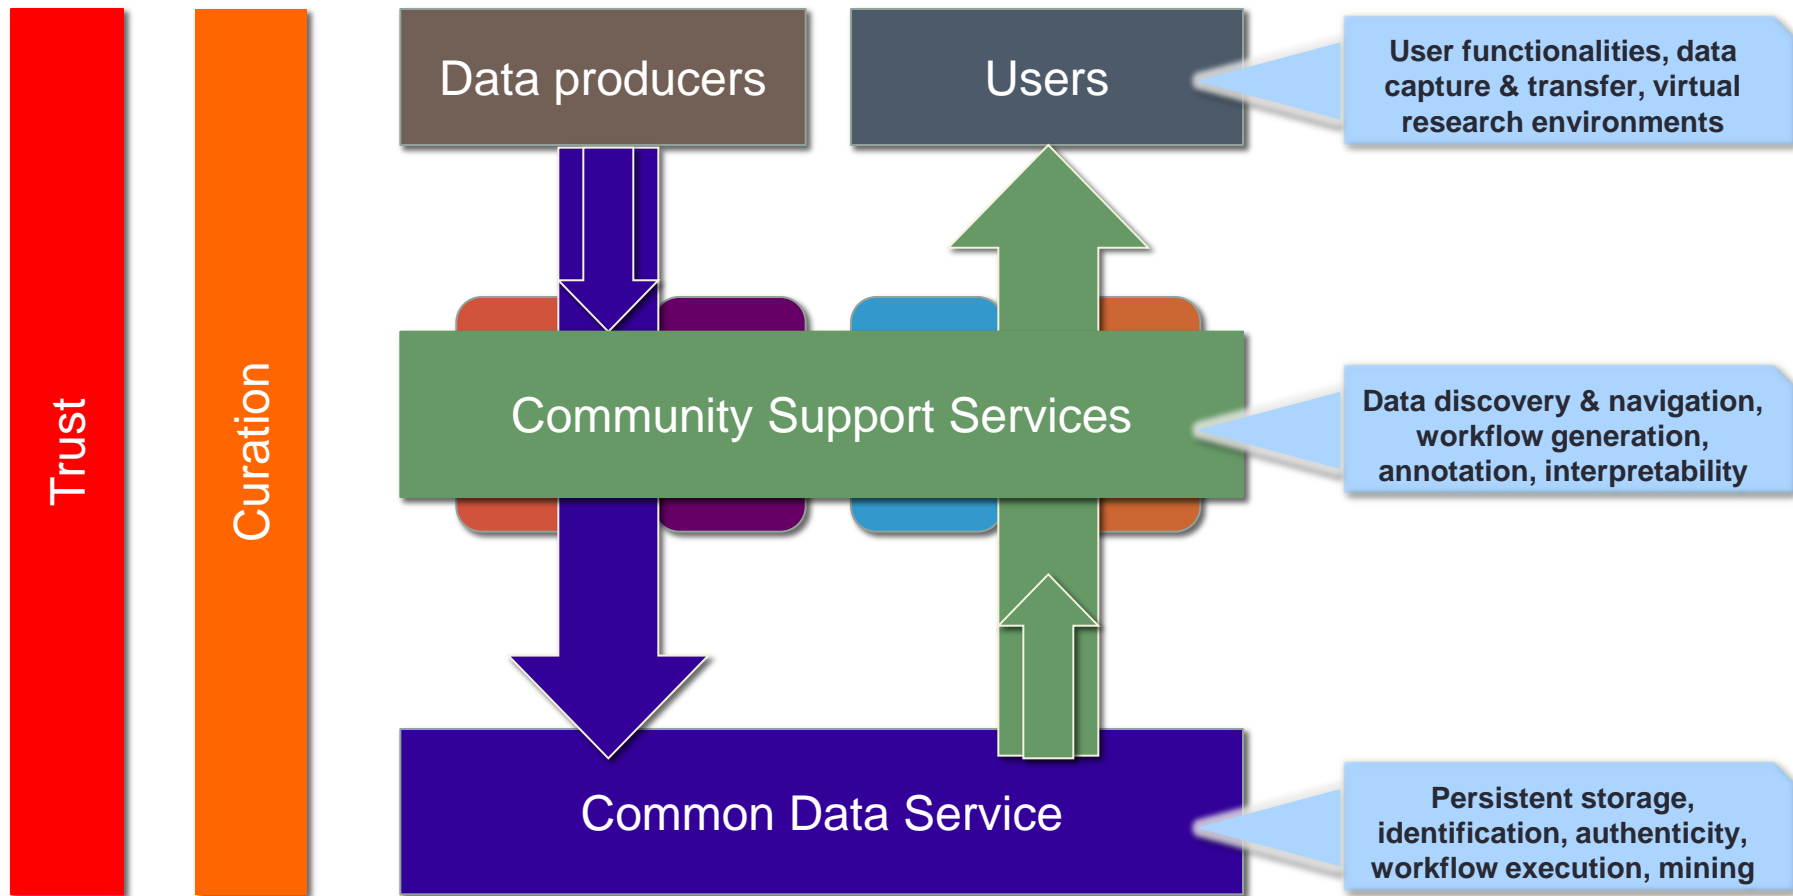 Trust
Curation
Data producers
Users
User functionalities, data
capture & transfer, virtual
research environments
Community Support Services
Data discovery & navigation,
workflow generation,
annotation, interpretability
Common Data Service
Persistent storage,
identification, authenticity,
workflow execution, mining